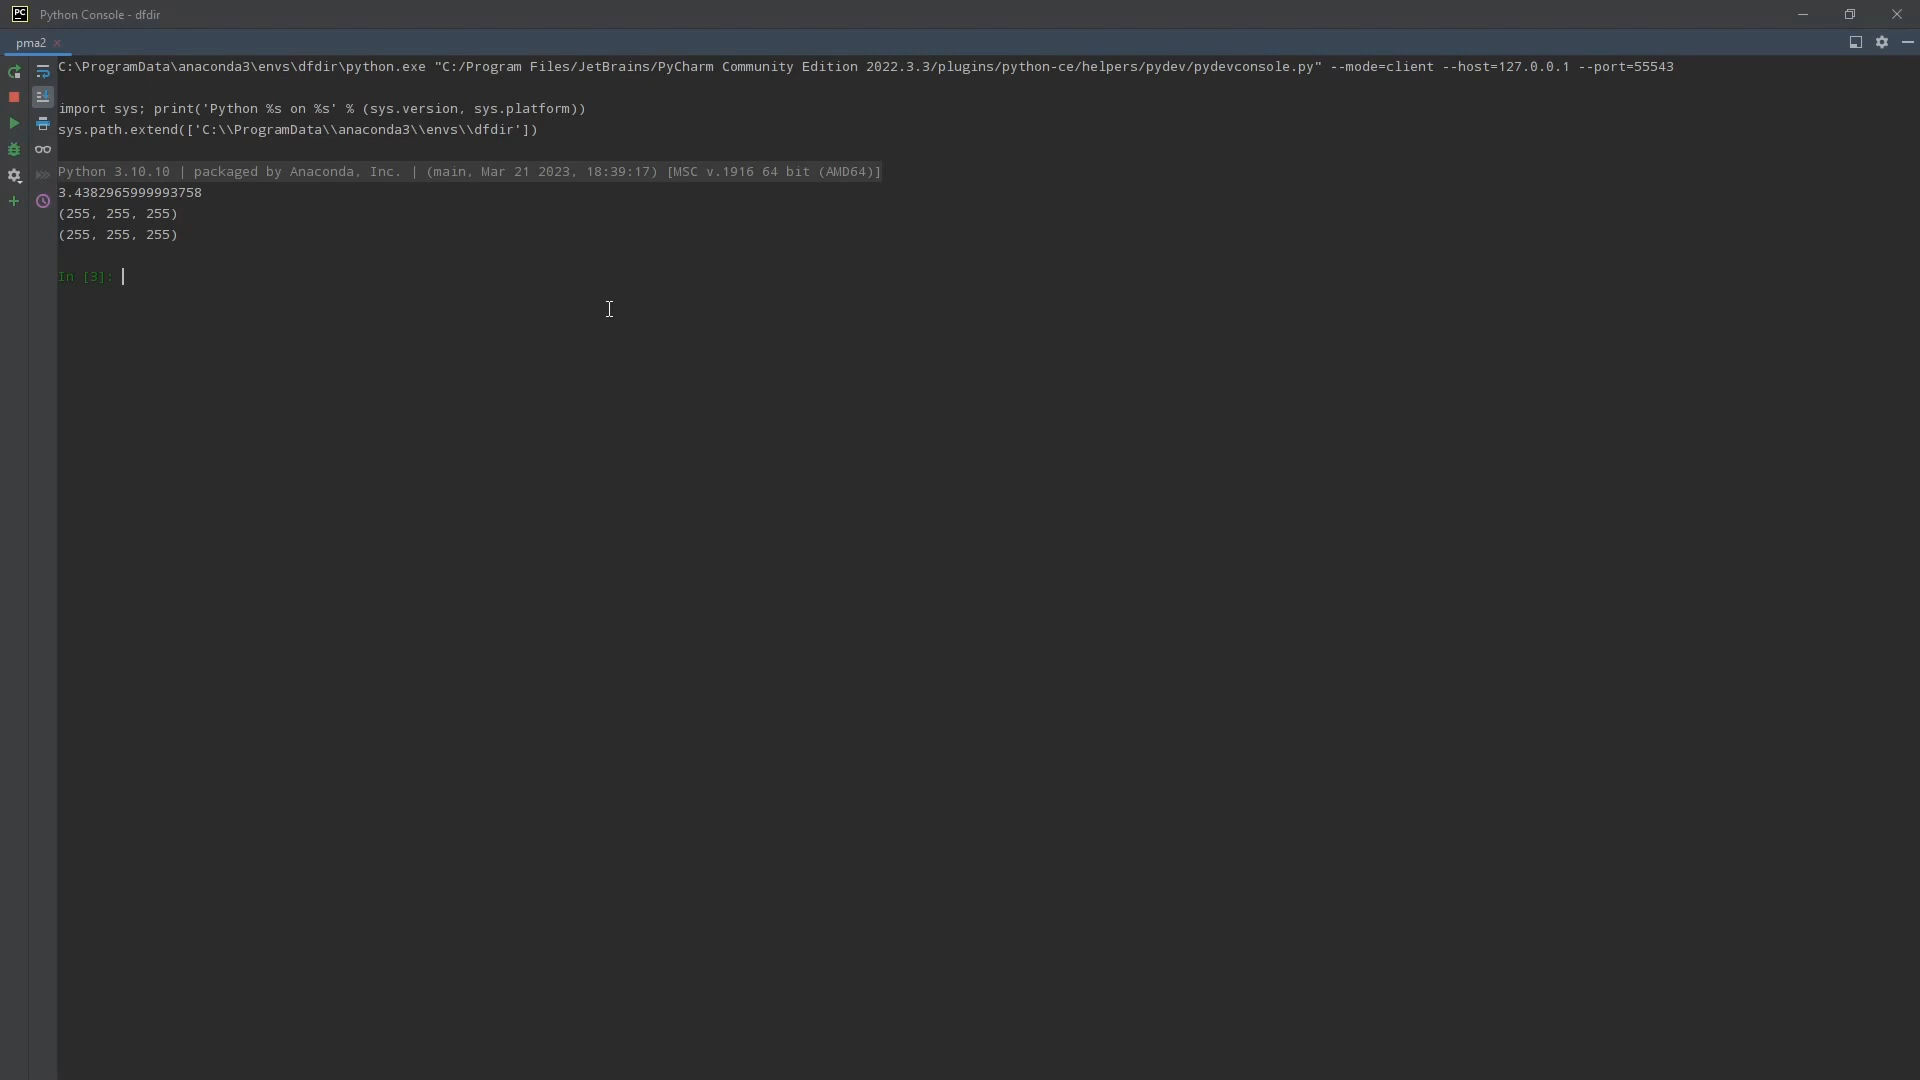 PC Python Console - dfdir
pma2
C:\ProgramData\anaconda3\envs\dfdir\python.exe "C:/Program Files/JetBrains/PyCharm Community Edition 2022.3.3/plugins/python-ce/helpers/pydev/pydevconsole.py" --mode=client --host=127.0.0.1 --port=55543
import sys; print('Python %s on %s' % (sys.version, sys.platform))
sys.path.extend(['C:\\ProgramData\\anaconda3\\envs\\dfdir'])
Python 3.10.10 | packaged by Anaconda, Inc. | (main, Mar 21 2023, 18:39:17) [MSC v.1916 64 bit (AMD64)]
3.4382965999993758
(255, 255, 255)
(255, 255, 255)
In [3]: